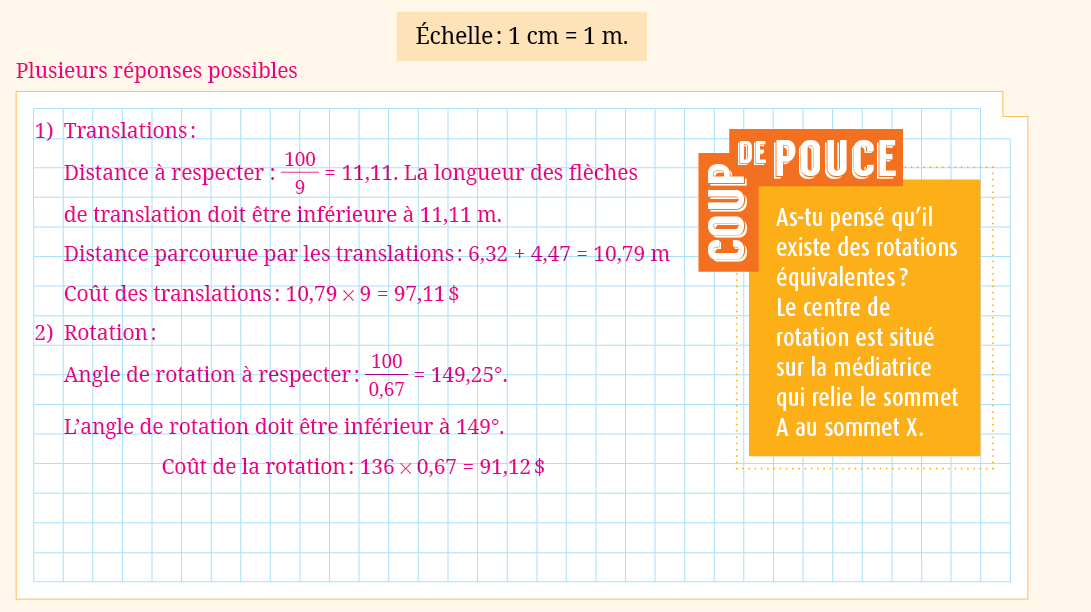 Échelle : 1 cm = 1 m.
Plusieurs réponses possibles
1) Translations :
Distance à respecter : 100/9 = 11,11. La longueur des flèches
de translation doit être inférieure à 11,11 m.
Distance parcourue par les translations : 6,32 + 4,47 = 10,79 m
Coût des translations : 10,79 × 9 = 97,11 $
2) Rotation :
Angle de rotation à respecter : 100/0,67 = 149,25°.
L’angle de rotation doit être inférieur à 149°.
Coût de la rotation : 136 × 0,67 = 91,12 $
COUP
DE POUCE
As-tu pensé qu’il
existe des rotations
équivalentes ?
Le centre de
rotation est situé
sur la médiatrice
qui relie le sommet
A au sommet X.